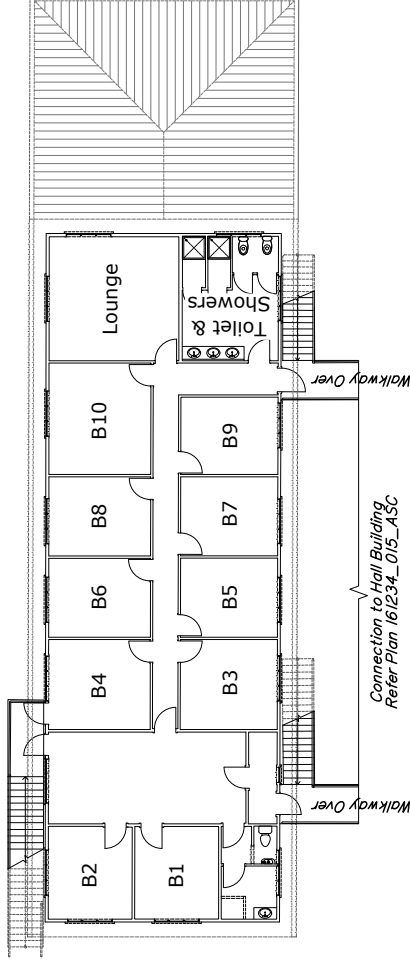 Lounge
Toilet &
Showers
B10
Walkway Over
B9
B8
B7
B6
B5
B4
B3
Connection to Hall Building
Refer Plan 161234_015_ASC
Walkway Over
B2
B1